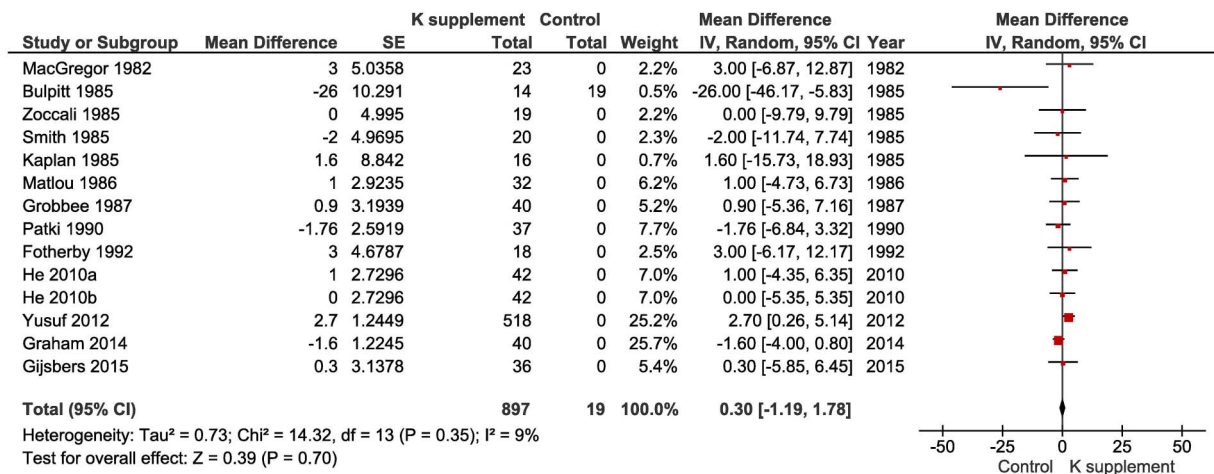 K supplement Control Mean Difference Mean Difference
Study or Subgroup Mean Difference SE Total Total Weight IV, Random, 95% CI Year IV, Random, 95% CI
MacGregor 1982 3 5.0358 23 0 2.2% 3.00 [-6.87, 12.87] 1982
Bulpitt 1985 -26 10.291 14 19 0.5% -26.00 [-46.17, -5.83] 1985
Zoccali 1985 0 4.995 19 0 2.2% 0.00 [-9.79, 9.79] 1985
Smith 1985 -2 4.9695 20 0 2.3% -2.00 [-11.74, 7.74] 1985
Kaplan 1985 1.6 8.842 16 0 0.7% 1.60 [-15.73, 18.93] 1985
Matlou 1986 1 2.9235 32 0 6.2% 1.00 [-4.73, 6.73] 1986
Grobbee 1987 0.9 3.1939 40 0 5.2% 0.90 [-5.36, 7.16] 1987
Patki 1990 -1.76 2.5919 37 0 7.7% -1.76 [-6.84, 3.32] 1990
Fotherby 1992 3 4.6787 18 0 2.5% 3.00 [-6.17, 12.17] 1992
He 2010a 1 2.7296 42 0 7.0% 1.00 [-4.35, 6.35] 2010
He 2010b 0 2.7296 42 0 7.0% 0.00 [-5.35, 5.35] 2010
Yusuf 2012 2.7 1.2449 518 0 25.2% 2.70 [0.26, 5.14] 2012
Graham 2014 -1.6 1.2245 40 0 25.7% -1.60 [-4.00, 0.80] 2014
Gijsbers 2015 0.3 3.1378 36 0 5.4% 0.30 [-5.85, 6.45] 2015
Total (95% CI) 897 19 100.0% 0.30 [-1.19, 1.78]
Heterogeneity: Tau² = 0.73; Chi² = 14.32, df = 13 (P = 0.35); I² = 9%
Test for overall effect: Z = 0.39 (P = 0.70)
-50 -25 0 25 50
Control K supplement